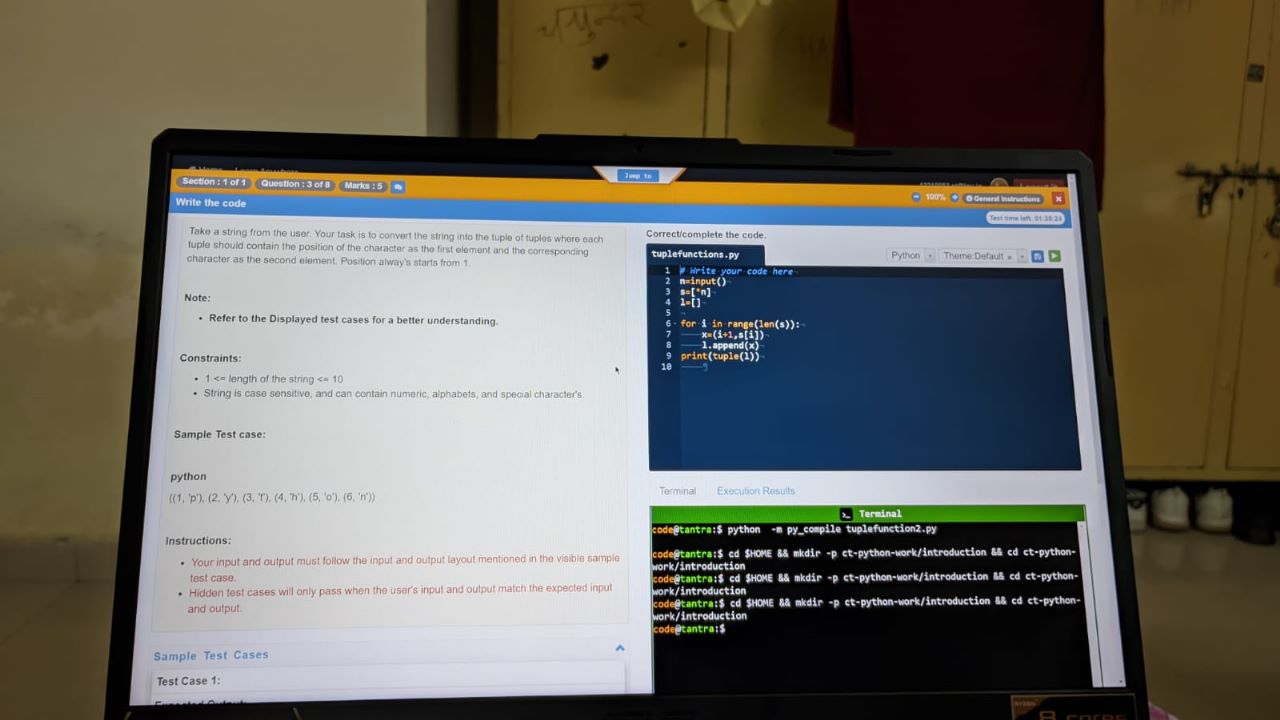 Section : 1 of 1 Question : 3 of 8 Marks : 5
Jump to
100% General Instructions
Write the code
Test time left: 01:35:24
Take a string from the user. Your task is to convert the string into the tuple of tuples where each
tuple should contain the position of the character as the first element and the corresponding
character as the second element. Position alway's starts from 1.
Note:
Refer to the Displayed test cases for a better understanding.
Constraints:
1 <= length of the string <= 10
String is case sensitive, and can contain numeric, alphabets, and special character's.
Sample Test case:
python
((1, 'p'), (2, 'y'), (3, 't'), (4, 'h'), (5, 'o'), (6, 'n'))
Instructions:
Your input and output must follow the input and output layout mentioned in the visible sample
test case.
Hidden test cases will only pass when the user's input and output match the expected input
and output.
Sample Test Cases
Test Case 1:
Expected Output:
Correct/complete the code.
tuplefunctions.py
Python Theme:Default
1 # Write your code here
2 n=input()
3 s=[*n]
4 l=[]
5
6 for i in range(len(s)):
7 x=(i+1,s[i])
8 l.append(x)
9 print(tuple(l))
10
Terminal Execution Results
Terminal
code@tantra:$ python -m py_compile tuplefunction2.py
code@tantra:$ cd $HOME && mkdir -p ct-python-work/introduction && cd ct-python-
work/introduction
code@tantra:$ cd $HOME && mkdir -p ct-python-work/introduction && cd ct-python-
work/introduction
code@tantra:$ cd $HOME && mkdir -p ct-python-work/introduction && cd ct-python-
work/introduction
code@tantra:$
RYZEN
8 cores